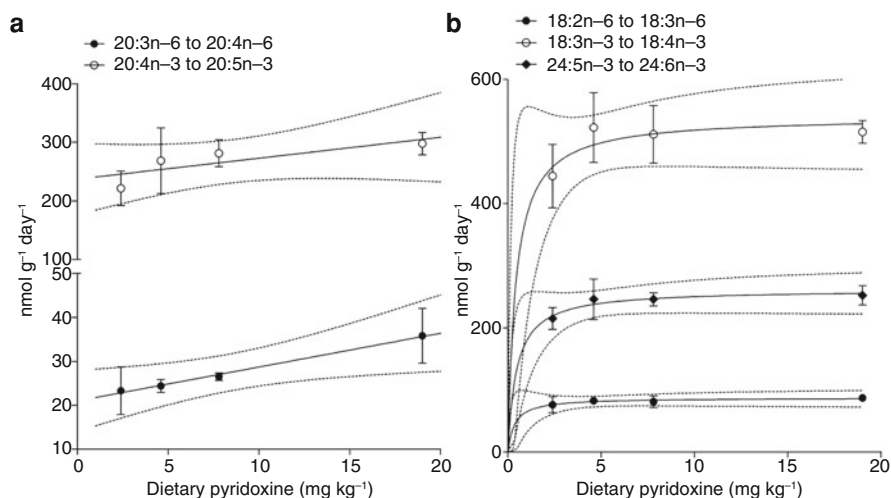 a
20:3n–6 to 20:4n–6
20:4n–3 to 20:5n–3
400
300
200
100
50
40
30
20
10
nmol g⁻¹ day⁻¹
0
5
10
15
20
Dietary pyridoxine (mg kg⁻¹)
b
18:2n–6 to 18:3n–6
18:3n–3 to 18:4n–3
24:5n–3 to 24:6n–3
600
400
200
0
nmol g⁻¹ day⁻¹
0
5
10
15
20
Dietary pyridoxine (mg kg⁻¹)